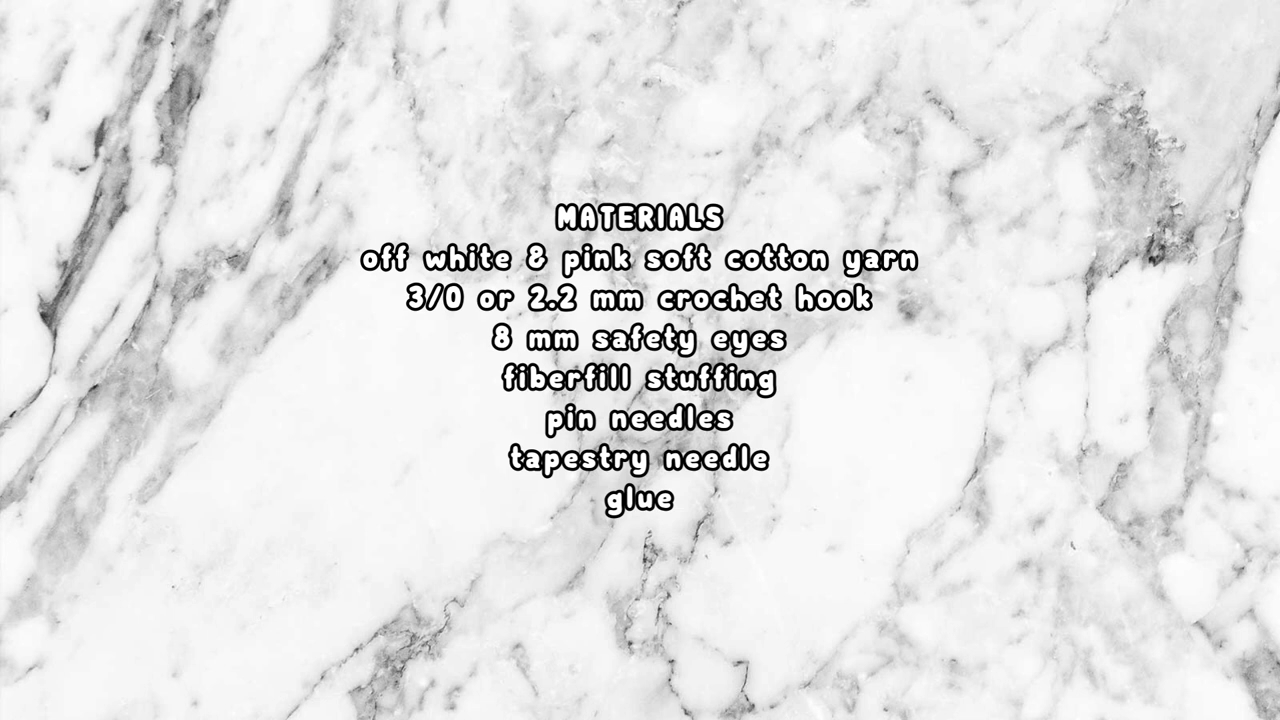 MATERIALS
off white & pink soft cotton yarn
3/0 or 2.2 mm crochet hook
8 mm safety eyes
fiberfill stuffing
pin needles
tapestry needle
glue